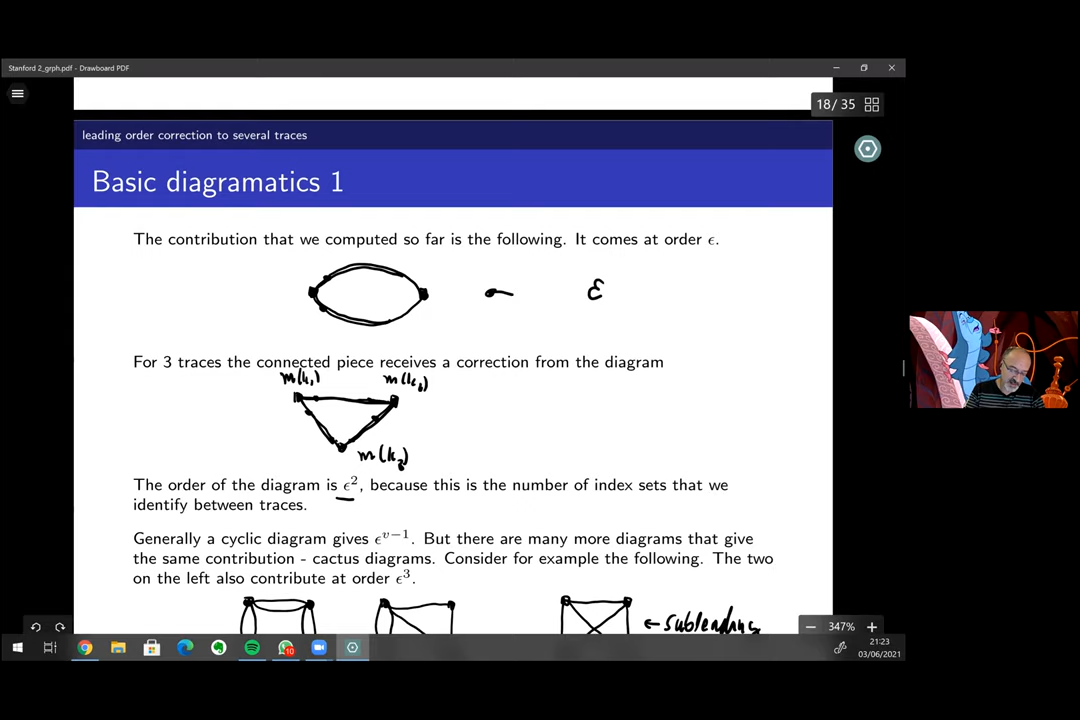 Stanford 2_grph.pdf - Drawboard PDF
18 / 35
leading order correction to several traces
Basic diagramatics 1
The contribution that we computed so far is the following. It comes at order ϵ.
ε
For 3 traces the connected piece receives a correction from the diagram
m(k₁)
m(k₂)
The order of the diagram is ϵ², because this is the number of index sets that we
identify between traces.
Generally a cyclic diagram gives ϵᵛ⁻¹. But there are many more diagrams that give
the same contribution - cactus diagrams. Consider for example the following. The two
on the left also contribute at order ϵ³.
← subleading
347%
10
21:23
03/06/2021